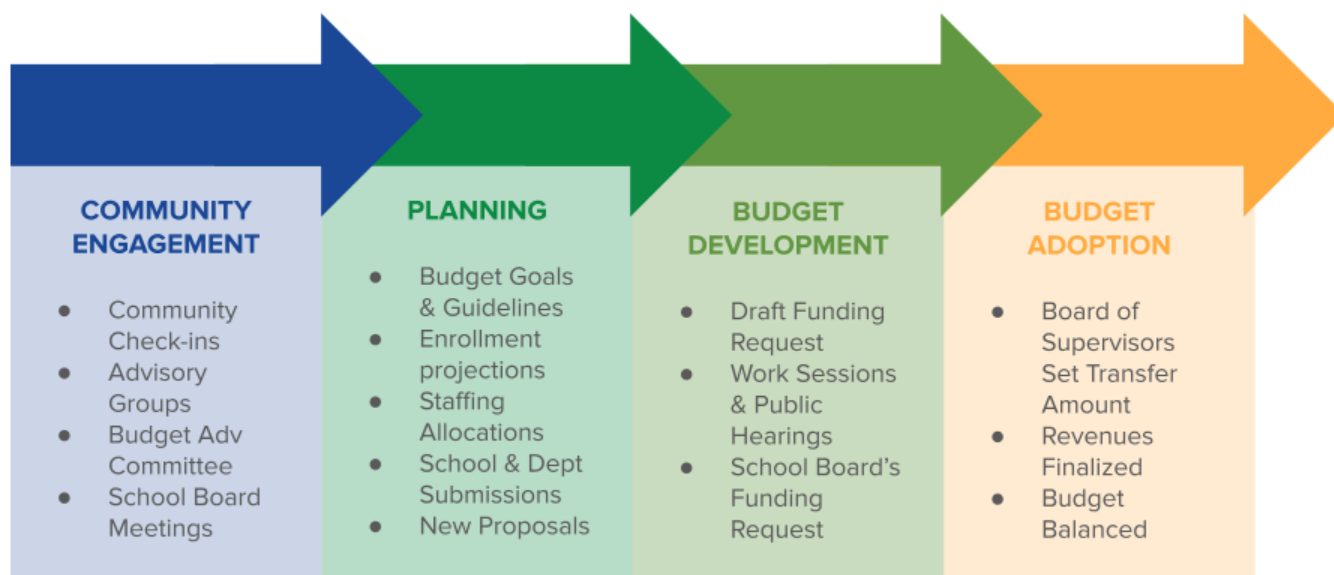 COMMUNITY
ENGAGEMENT
● Community
Check-ins
● Advisory
Groups
● Budget Adv
Committee
● School Board
Meetings
PLANNING
● Budget Goals
& Guidelines
● Enrollment
projections
● Staffing
Allocations
● School & Dept
Submissions
● New Proposals
BUDGET
DEVELOPMENT
● Draft Funding
Request
● Work Sessions
& Public
Hearings
● School Board’s
Funding
Request
BUDGET
ADOPTION
● Board of
Supervisors
Set Transfer
Amount
● Revenues
Finalized
● Budget
Balanced